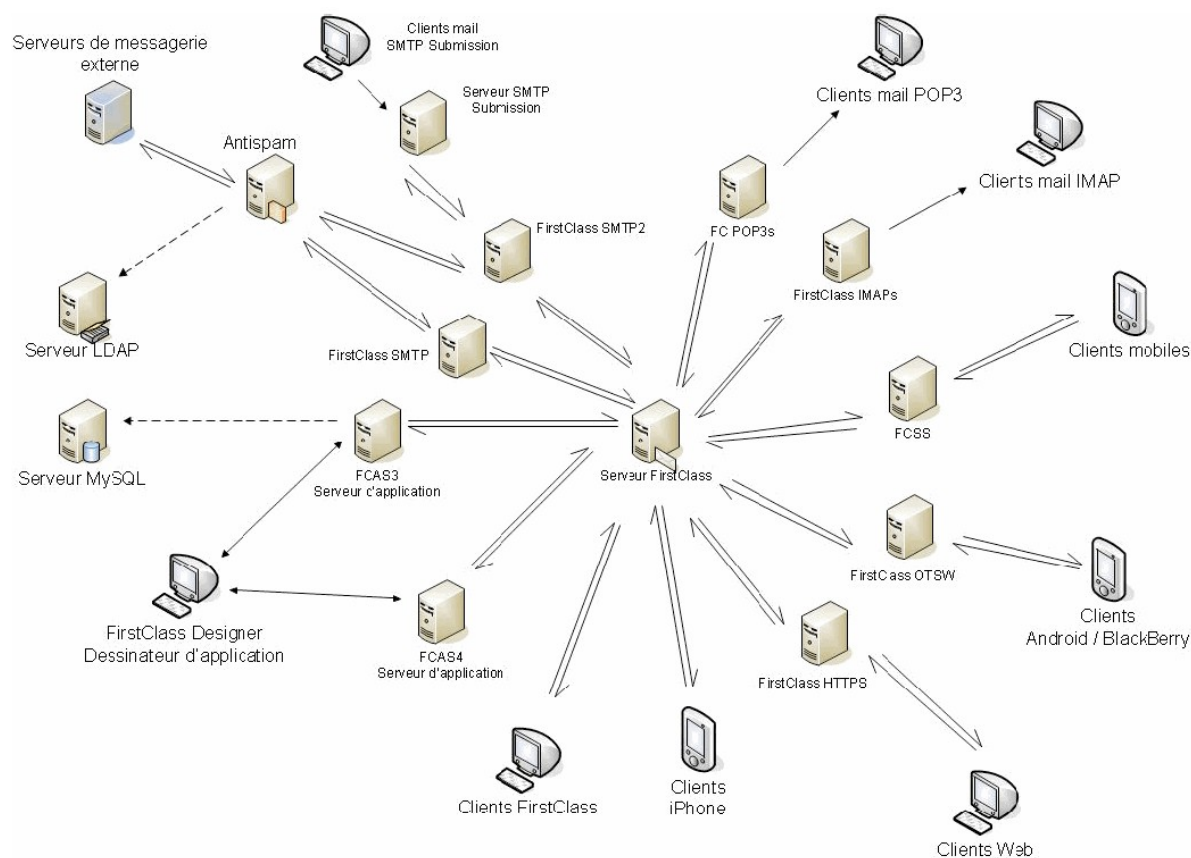 Clients mail
SMTP Submission
Serveurs de messagerie
externe
Serveur SMTP
Submission
Clients mail POP3
Antispam
Clierts mail IMAP
FirstClass SMTP2
FC POP3s
FirstClass IMAPs
Serveur LDAP
FirstClass SMTP
Clients mobiles
FCSS
Serveur MySQL
FCAS3
Serveur d'application
Serveur FirstClass
FirstCass OTSW
Clients
Android / BlackBerry
FirstClass Designer
Dessinateur d'application
FCAS4
Serveur d'application
FirstClass HTTPS
Clients FirstClass
Clients
iPhone
Clients Web